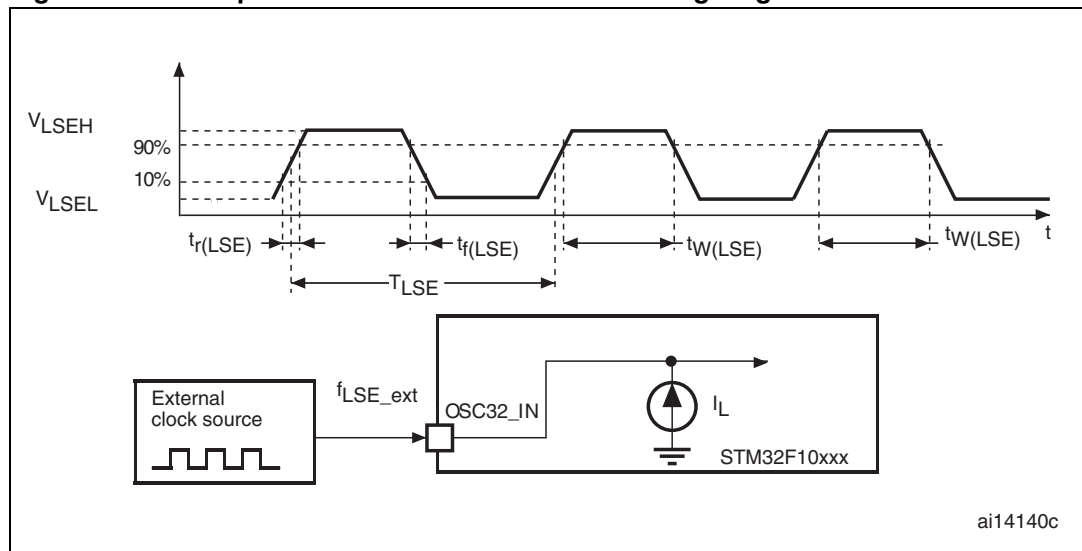 VLSEH
90%
10%
VLSEL
tr(LSE)
tf(LSE)
tW(LSE)
tW(LSE)
t
TLSE
External
clock source
fLSE_ext
OSC32_IN
IL
STM32F10xxx
ai14140c